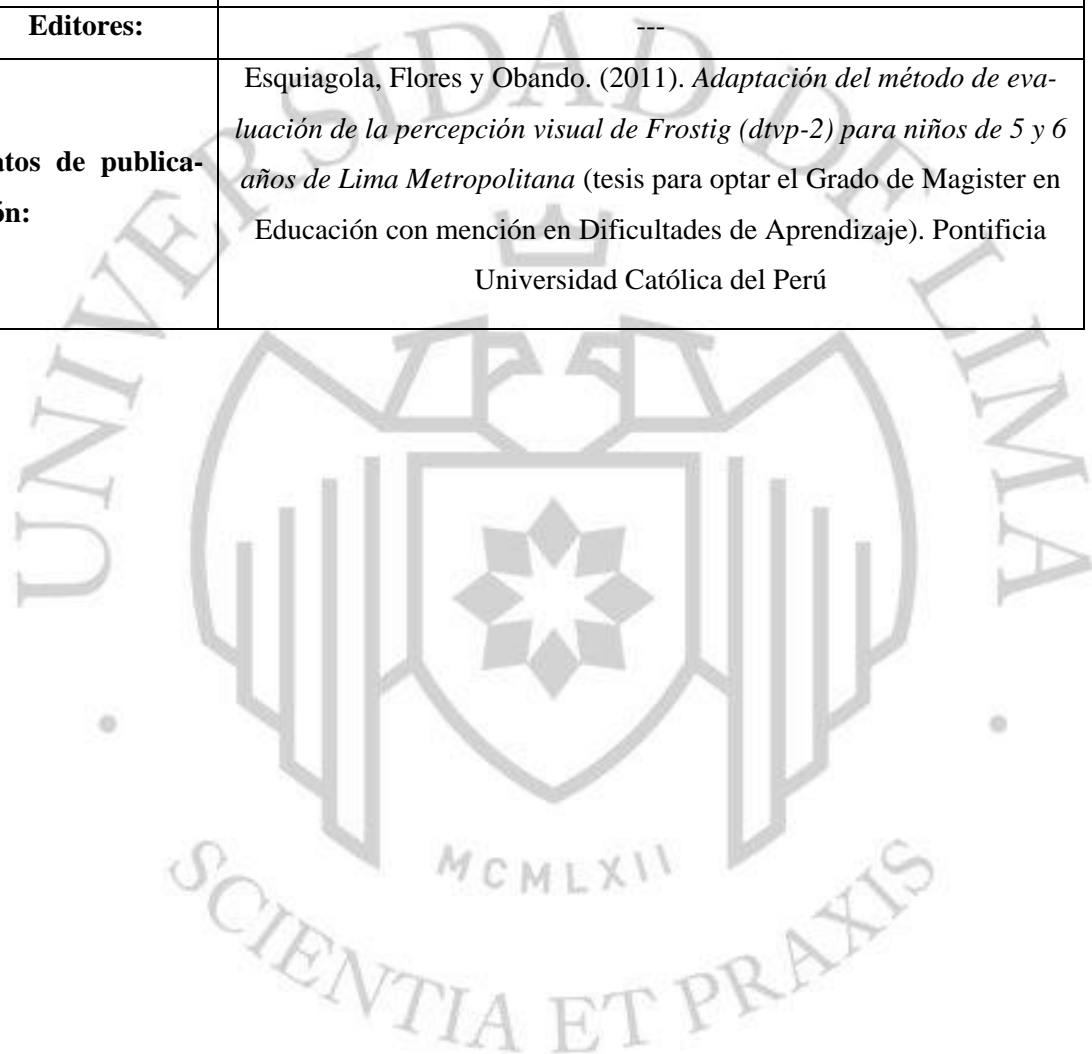 Editores:
---
atos de publica-
ón:
Esquiagola, Flores y Obando. (2011). Adaptación del método de eva-
luación de la percepción visual de Frostig (dtvp-2) para niños de 5 y 6
años de Lima Metropolitana (tesis para optar el Grado de Magister en
Educación con mención en Dificultades de Aprendizaje). Pontificia
Universidad Católica del Perú
UNIVERSIDAD DE LIMA
MCMLXII
SCIENTIA ET PRAXIS